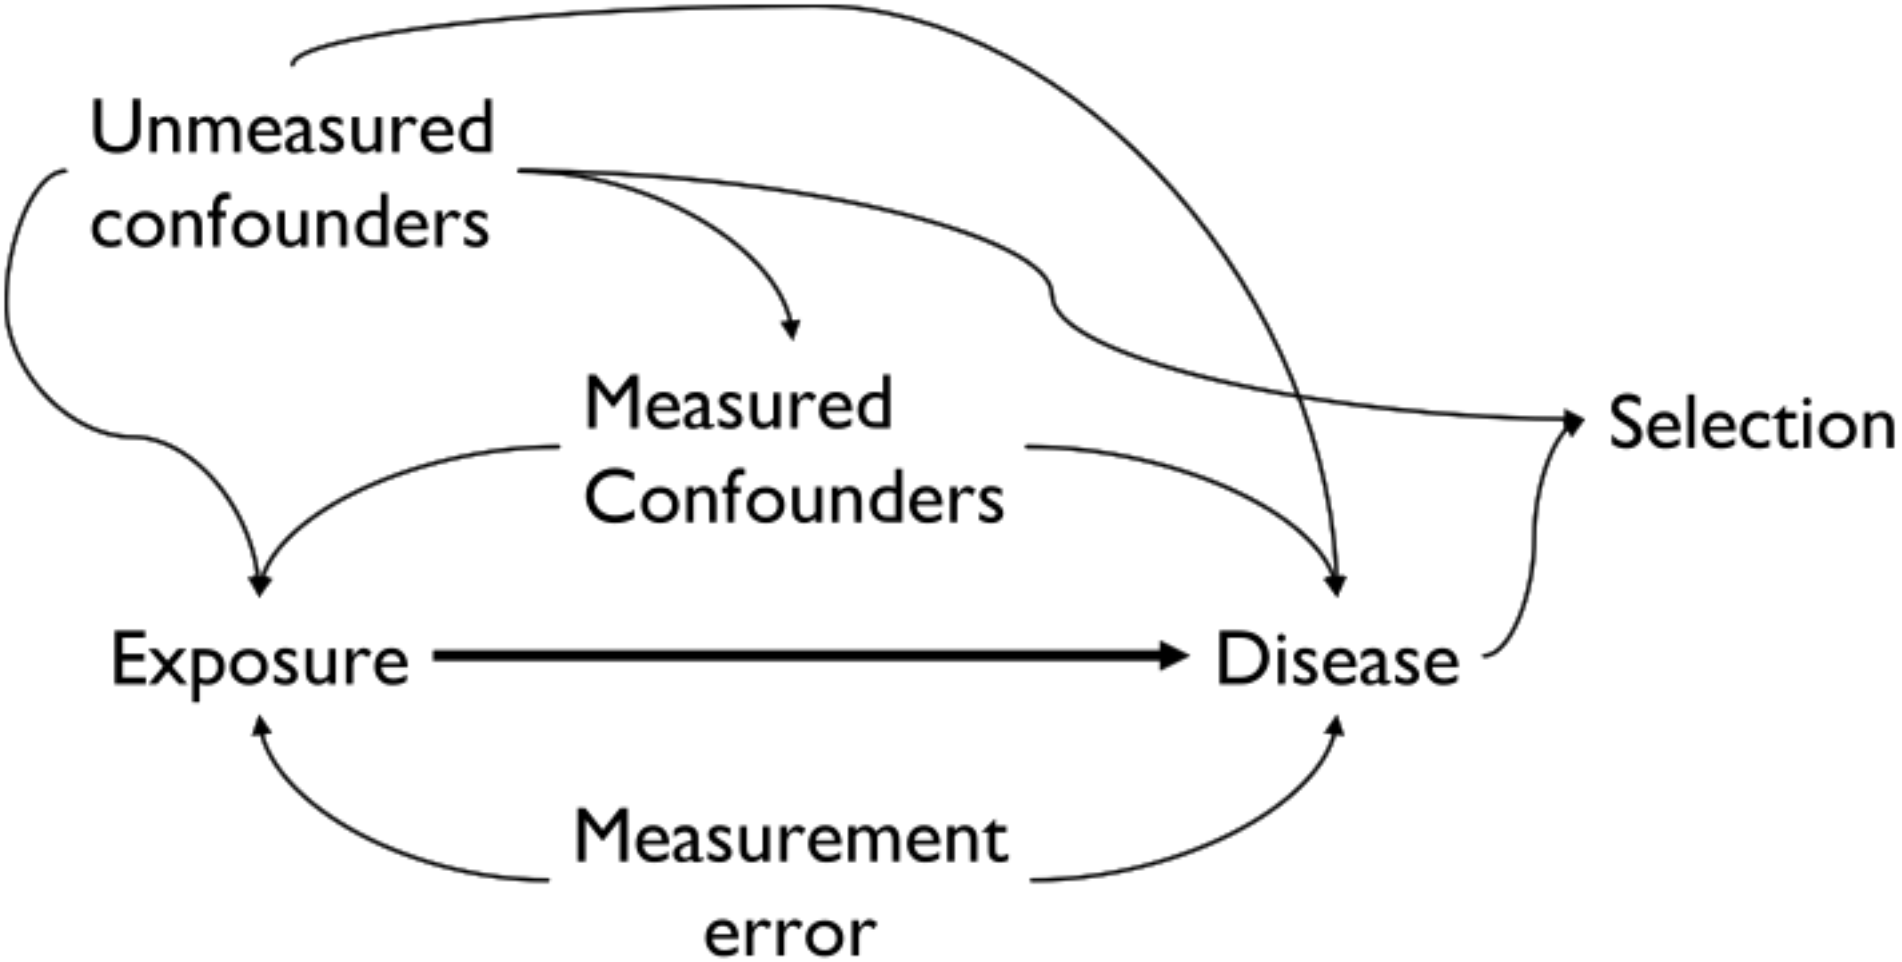 Unmeasured
confounders
Measured
Confounders
Selection
Exposure
Disease
Measurement
error